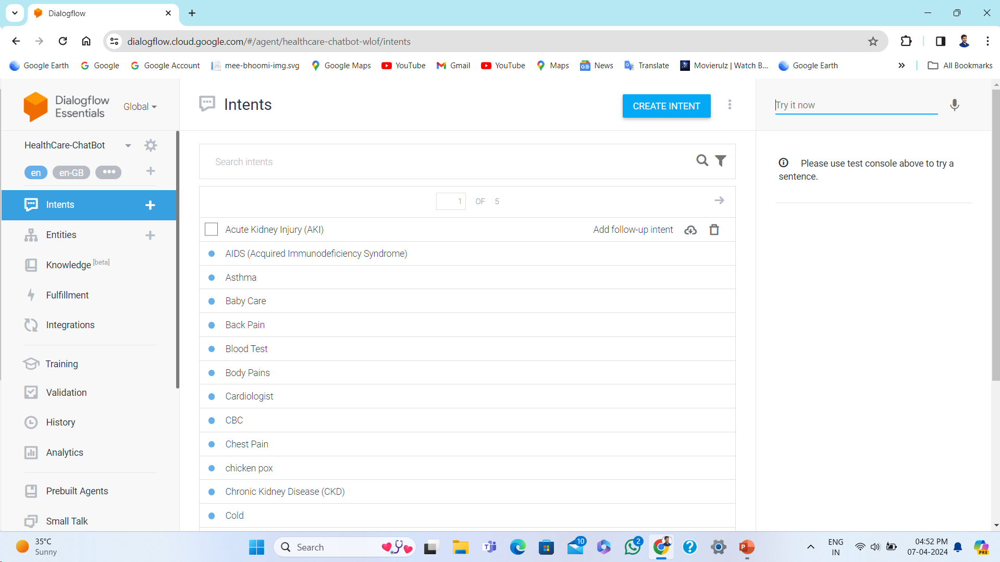 Dialogflow
dialogflow.cloud.google.com/#/agent/healthcare-chatbot-wlof/intents
Google Earth
Google
Google Account
mee-bhoomi-img.svg
Google Maps
YouTube
Gmail
YouTube
Maps
News
Translate
Movierulz | Watch B...
Google Earth
All Bookmarks
Dialogflow
Essentials
Global
HealthCare-ChatBot
en
en-GB
Intents
Entities
Knowledge [beta]
Fulfillment
Integrations
Training
Validation
History
Analytics
Prebuilt Agents
Small Talk
Intents
CREATE INTENT
Search intents
1 OF 5
Acute Kidney Injury (AKI)
Add follow-up intent
AIDS (Acquired Immunodeficiency Syndrome)
Asthma
Baby Care
Back Pain
Blood Test
Body Pains
Cardiologist
CBC
Chest Pain
chicken pox
Chronic Kidney Disease (CKD)
Cold
Try it now
Please use test console above to try a
sentence.
35°C
Sunny
Search
10
2
ENG
IN
04:52 PM
07-04-2024
PRE